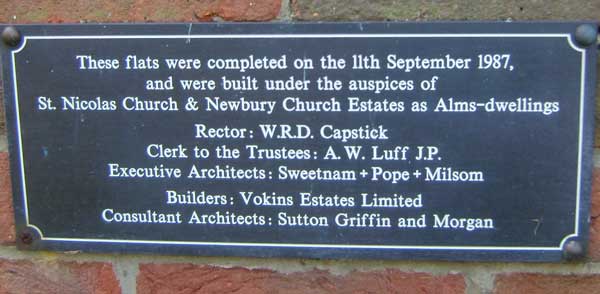 These flats were completed on the 11th September 1987,
and were built under the auspices of
St. Nicolas Church & Newbury Church Estates as Alms-dwellings
Rector: W.R.D. Capstick
Clerk to the Trustees: A.W. Luff J.P.
Executive Architects: Sweetnam + Pope + Milsom
Builders: Vokins Estates Limited
Consultant Architects: Sutton Griffin and Morgan